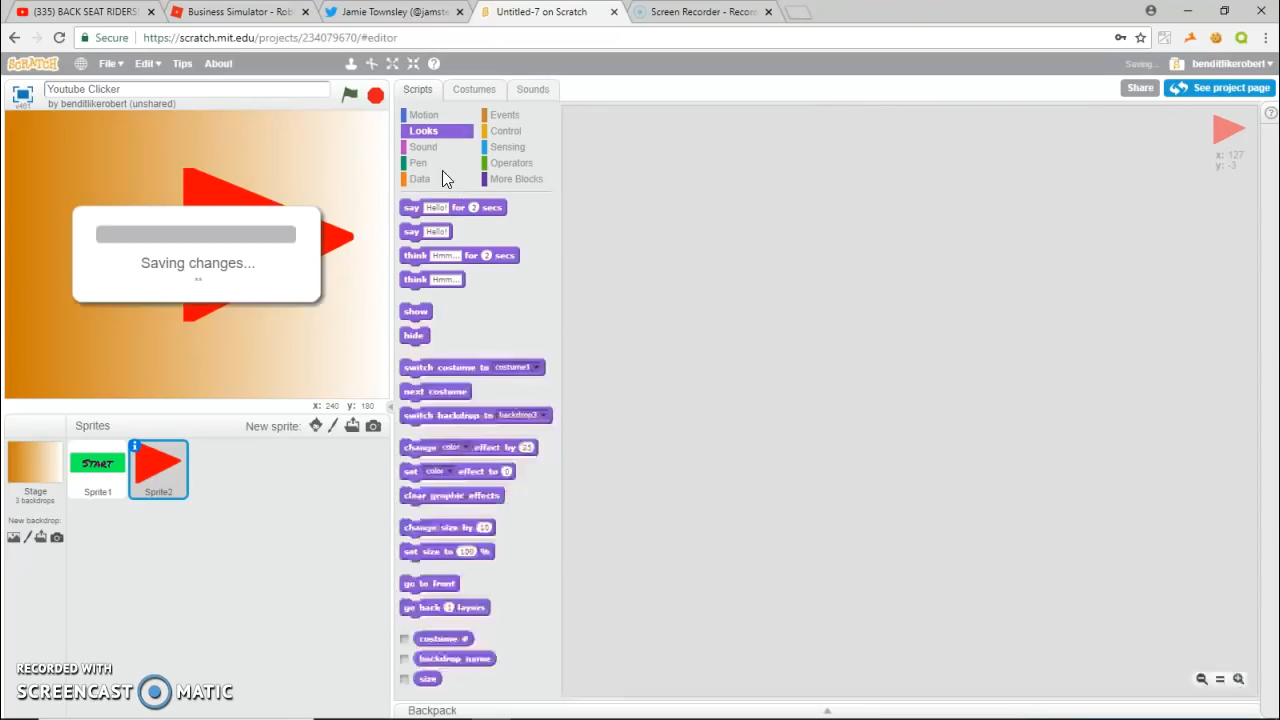 (335) BACK SEAT RIDERS!
Business Simulator - Rob
Jamie Townsley (@jamste
Untitled-7 on Scratch
Screen Recorder - Record
Secure
https://scratch.mit.edu/projects/234079670/#editor
SCRATCH
File
Edit
Tips
About
Saving...
benditlikerobert
Youtube Clicker
by benditlikerobert (unshared)
v461
Scripts
Costumes
Sounds
Share
See project page
Motion
Events
Looks
Control
Sound
Sensing
Pen
Operators
Data
More Blocks
x: 127
y: -3
say Hello! for 2 secs
say Hello!
think Hmm... for 2 secs
think Hmm...
show
hide
switch costume to costume1
next costume
switch backdrop to backdrop3
change color effect by 25
set color effect to 0
clear graphic effects
change size by 10
set size to 100 %
go to front
go back 1 layers
costume #
backdrop name
size
Saving changes...
x: 240 y: 180
Sprites
New sprite:
START
Stage
3 backdrops
Sprite1
Sprite2
New backdrop:
RECORDED WITH
SCREENCAST MATIC
Backpack